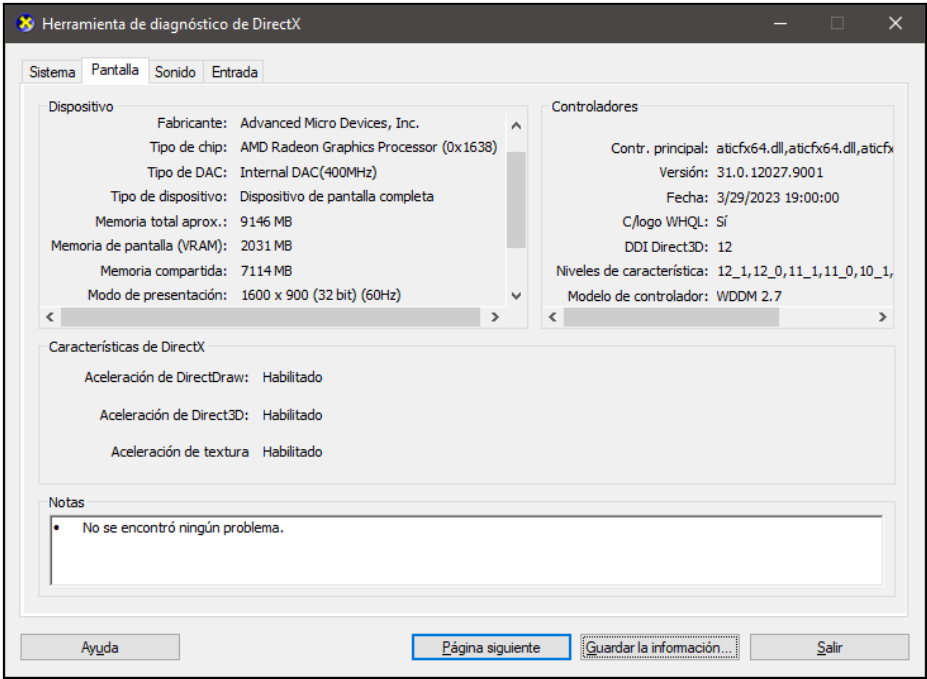 Herramienta de diagnóstico de DirectX
Sistema Pantalla Sonido Entrada
Dispositivo
Fabricante: Advanced Micro Devices, Inc.
Tipo de chip: AMD Radeon Graphics Processor (0x1638)
Tipo de DAC: Internal DAC(400MHz)
Tipo de dispositivo: Dispositivo de pantalla completa
Memoria total aprox.: 9146 MB
Memoria de pantalla (VRAM): 2031 MB
Memoria compartida: 7114 MB
Modo de presentación: 1600 x 900 (32 bit) (60Hz)
Controladores
Contr. principal: aticfx64.dll,aticfx64.dll,aticfx
Versión: 31.0.12027.9001
Fecha: 3/29/2023 19:00:00
C/logo WHQL: Sí
DDI Direct3D: 12
Niveles de característica: 12_1,12_0,11_1,11_0,10_1,
Modelo de controlador: WDDM 2.7
Características de DirectX
Aceleración de DirectDraw: Habilitado
Aceleración de Direct3D: Habilitado
Aceleración de textura Habilitado
Notas
• No se encontró ningún problema.
Ayuda Página siguiente Guardar la información... Salir